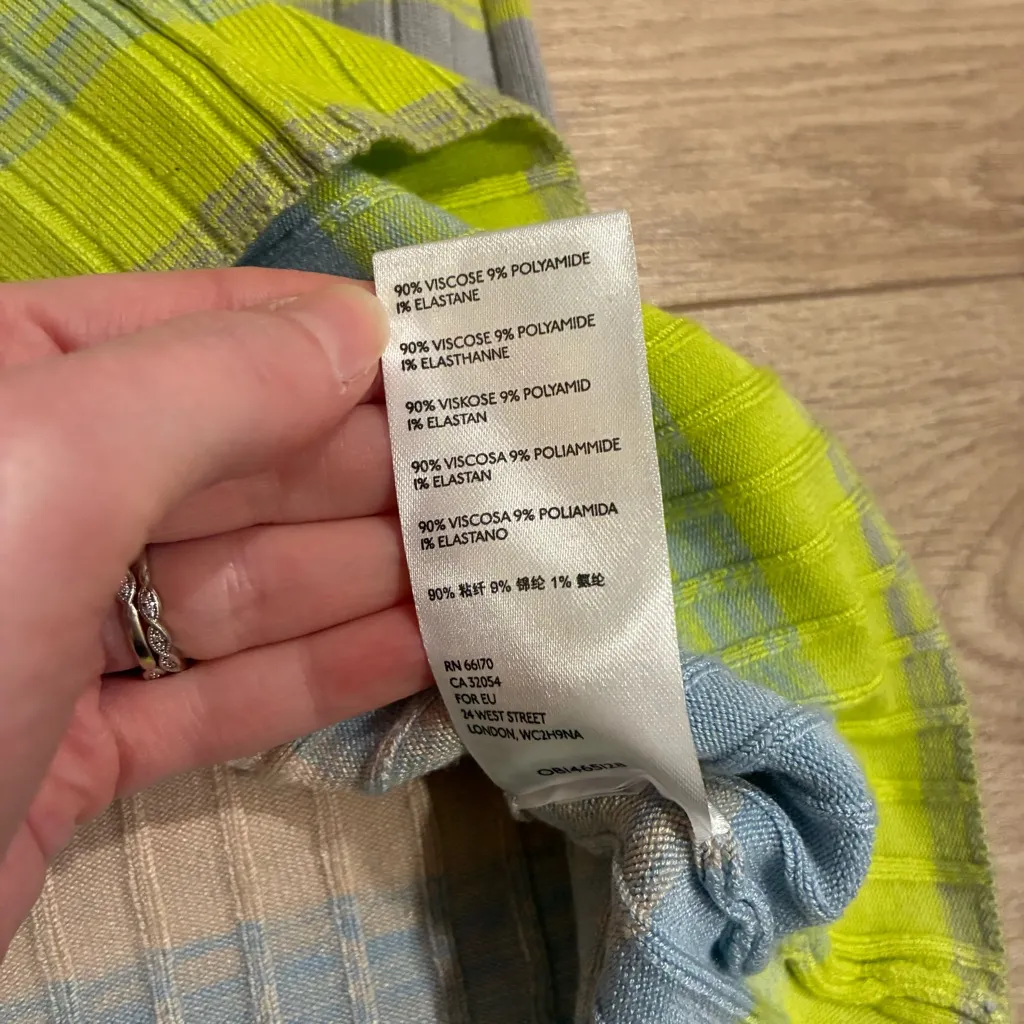 90% VISCOSE 9% POLYAMIDE
1% ELASTANE
90% VISCOSE 9% POLYAMIDE
1% ELASTHANNE
90% VISKOSE 9% POLYAMID
1% ELASTAN
90% VISCOSA 9% POLIAMMIDE
1% ELASTAN
90% VISCOSA 9% POLIAMIDA
1% ELASTANO
90% 粘纤 9% 锦纶 1% 氨纶
RN 66170
CA 32054
FOR EU
24 WEST STREET
LONDON, WC2H9NA